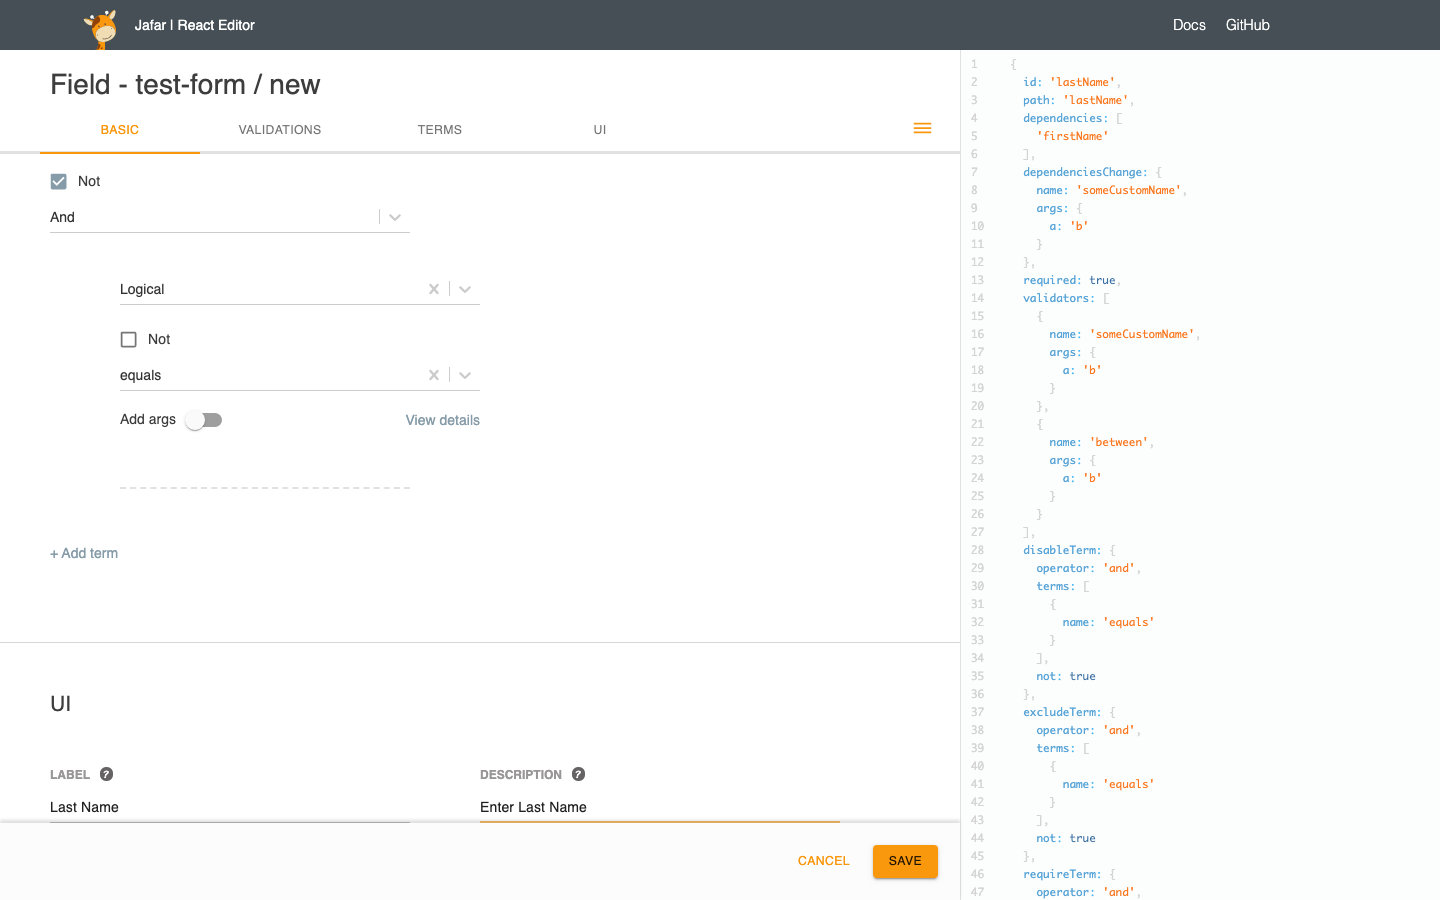 Jafar | React Editor
Docs
GitHub
Field - test-form / new
BASIC
VALIDATIONS
TERMS
UI
Not
And
Logical
Not
equals
Add args
View details
+ Add term
UI
LABEL
DESCRIPTION
Last Name
Enter Last Name
CANCEL
SAVE
1 {
2 id: 'lastName',
3 path: 'lastName',
4 dependencies: [
5 'firstName'
6 ],
7 dependenciesChange: {
8 name: 'someCustomName',
9 args: {
10 a: 'b'
11 }
12 },
13 required: true,
14 validators: [
15 {
16 name: 'someCustomName',
17 args: {
18 a: 'b'
19 }
20 },
21 {
22 name: 'between',
23 args: {
24 a: 'b'
25 }
26 }
27 ],
28 disableTerm: {
29 operator: 'and',
30 terms: [
31 {
32 name: 'equals'
33 }
34 ],
35 not: true
36 },
37 excludeTerm: {
38 operator: 'and',
39 terms: [
40 {
41 name: 'equals'
42 }
43 ],
44 not: true
45 },
46 requireTerm: {
47 operator: 'and',